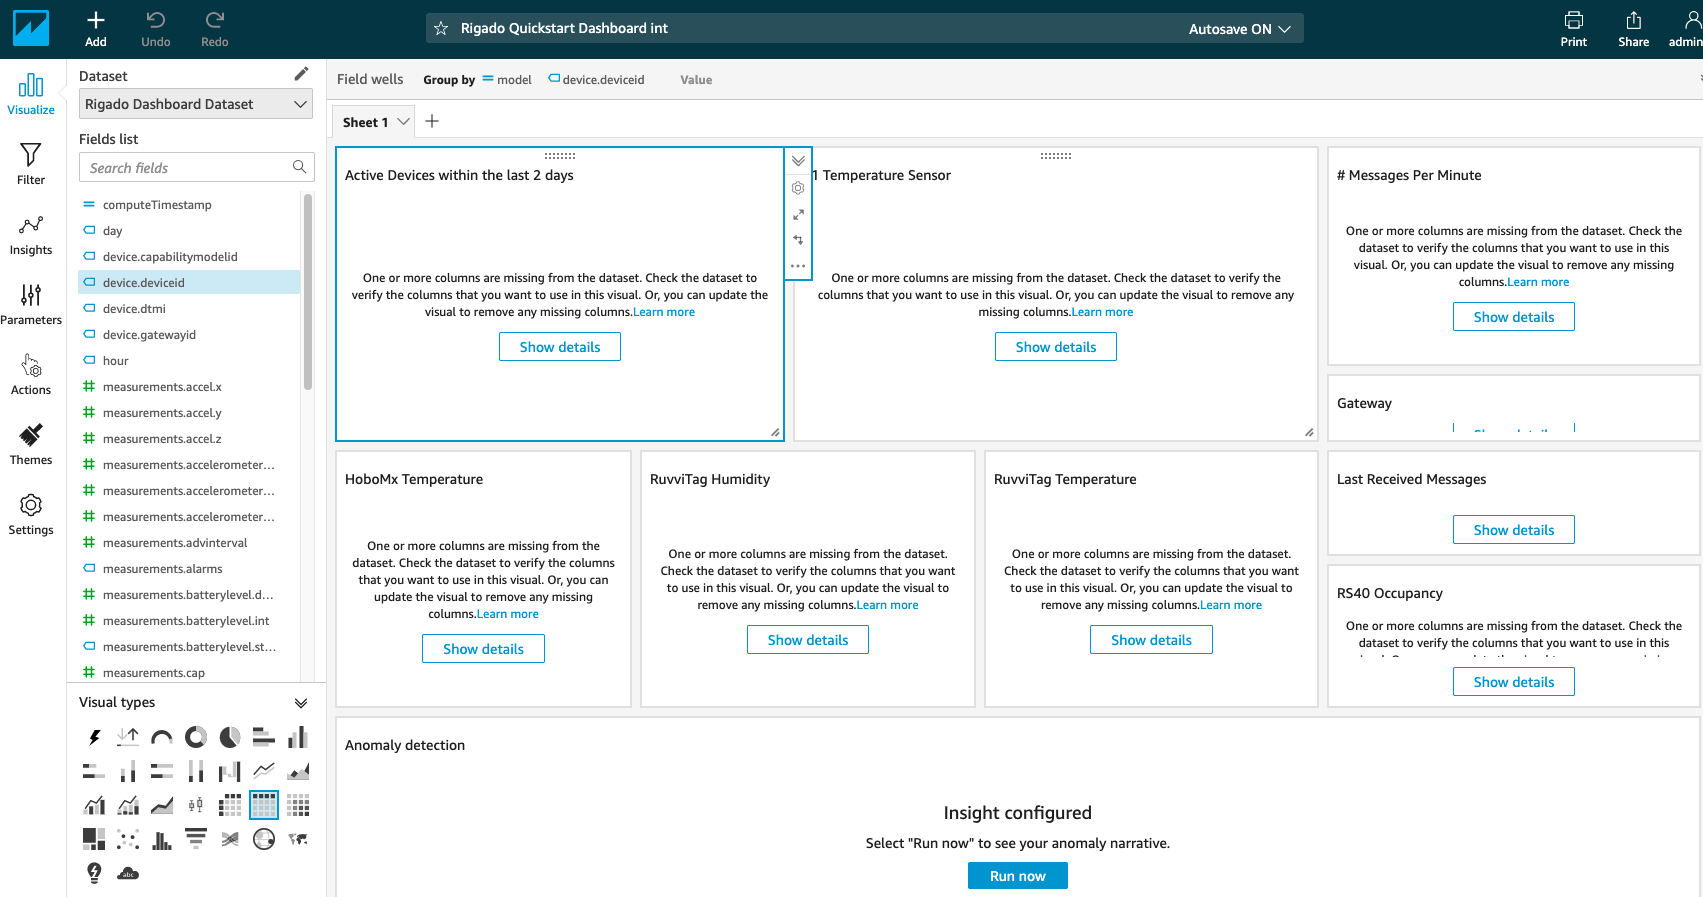 Add
Undo
Redo
Rigado Quickstart Dashboard int
Autosave ON
Print
Share
admin
Visualize
Filter
Insights
Parameters
Actions
Themes
Settings
Dataset
Rigado Dashboard Dataset
Fields list
Search fields
computeTimestamp
day
device.capabilitymodelid
device.deviceid
device.dtmi
device.gatewayid
hour
measurements.accel.x
measurements.accel.y
measurements.accel.z
measurements.accelerometer...
measurements.accelerometer...
measurements.accelerometer...
measurements.advinterval
measurements.alarms
measurements.batterylevel.d...
measurements.batterylevel.int
measurements.batterylevel.st...
measurements.cap
Visual types
abc
Field wells Group by model device.deviceid Value
Sheet 1
Active Devices within the last 2 days
One or more columns are missing from the dataset. Check the dataset to
verify the columns that you want to use in this visual. Or, you can update the
visual to remove any missing columns.Learn more
Show details
1 Temperature Sensor
One or more columns are missing from the dataset. Check the dataset to verify the
columns that you want to use in this visual. Or, you can update the visual to remove any
missing columns.Learn more
Show details
# Messages Per Minute
One or more columns are missing from the dataset. Check the
dataset to verify the columns that you want to use in this
visual. Or, you can update the visual to remove any missing
columns.Learn more
Show details
Gateway
HoboMx Temperature
One or more columns are missing from the
dataset. Check the dataset to verify the columns
that you want to use in this visual. Or, you can
update the visual to remove any missing
columns.Learn more
Show details
RuvviTag Humidity
One or more columns are missing from the dataset.
Check the dataset to verify the columns that you want
to use in this visual. Or, you can update the visual to
remove any missing columns.Learn more
Show details
RuvviTag Temperature
One or more columns are missing from the dataset.
Check the dataset to verify the columns that you want
to use in this visual. Or, you can update the visual to
remove any missing columns.Learn more
Show details
Last Received Messages
Show details
RS40 Occupancy
One or more columns are missing from the dataset. Check the
dataset to verify the columns that you want to use in this
Show details
Anomaly detection
Insight configured
Select "Run now" to see your anomaly narrative.
Run now